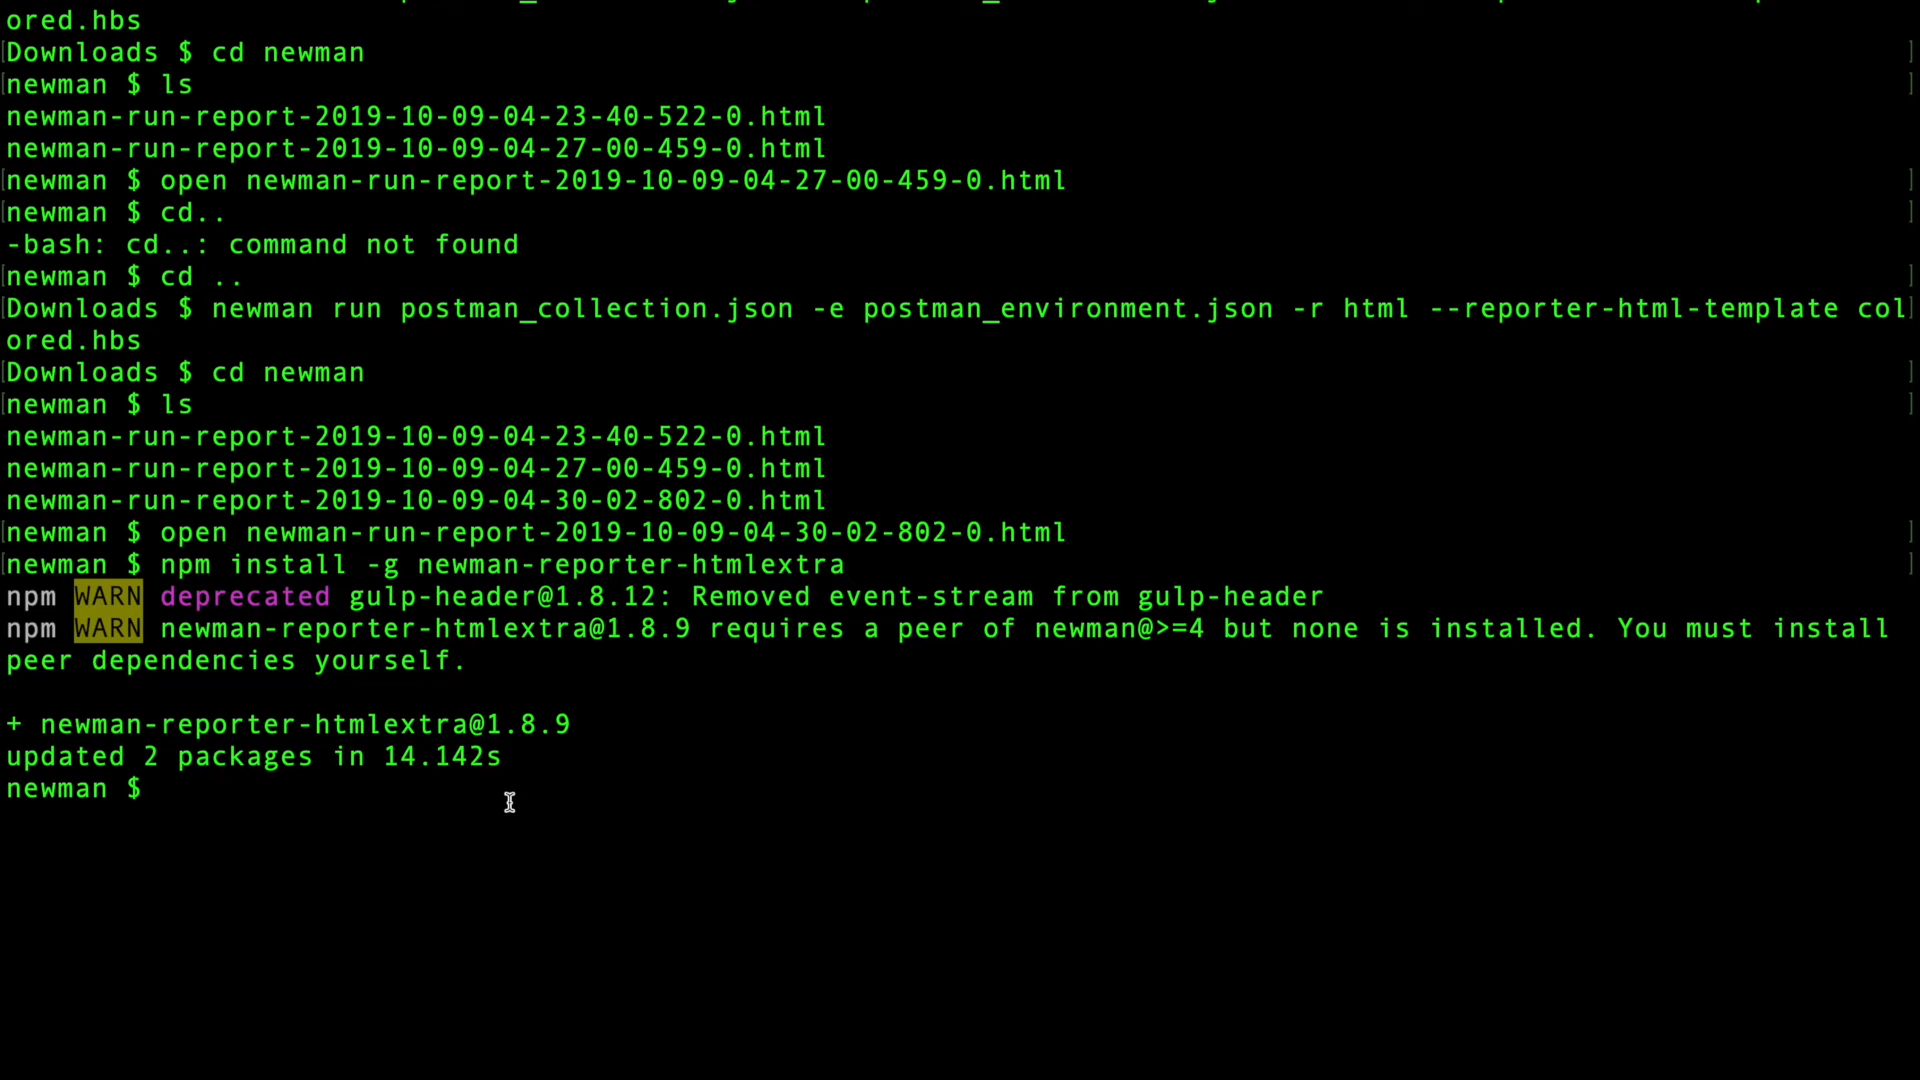 ored.hbs
Downloads $ cd newman
newman $ ls
newman-run-report-2019-10-09-04-23-40-522-0.html
newman-run-report-2019-10-09-04-27-00-459-0.html
newman $ open newman-run-report-2019-10-09-04-27-00-459-0.html
newman $ cd..
-bash: cd..: command not found
newman $ cd ..
Downloads $ newman run postman_collection.json -e postman_environment.json -r html --reporter-html-template col
ored.hbs
Downloads $ cd newman
newman $ ls
newman-run-report-2019-10-09-04-23-40-522-0.html
newman-run-report-2019-10-09-04-27-00-459-0.html
newman-run-report-2019-10-09-04-30-02-802-0.html
newman $ open newman-run-report-2019-10-09-04-30-02-802-0.html
newman $ npm install -g newman-reporter-htmlextra
npm WARN deprecated gulp-header@1.8.12: Removed event-stream from gulp-header
npm WARN newman-reporter-htmlextra@1.8.9 requires a peer of newman@>=4 but none is installed. You must install
peer dependencies yourself.
+ newman-reporter-htmlextra@1.8.9
updated 2 packages in 14.142s
newman $